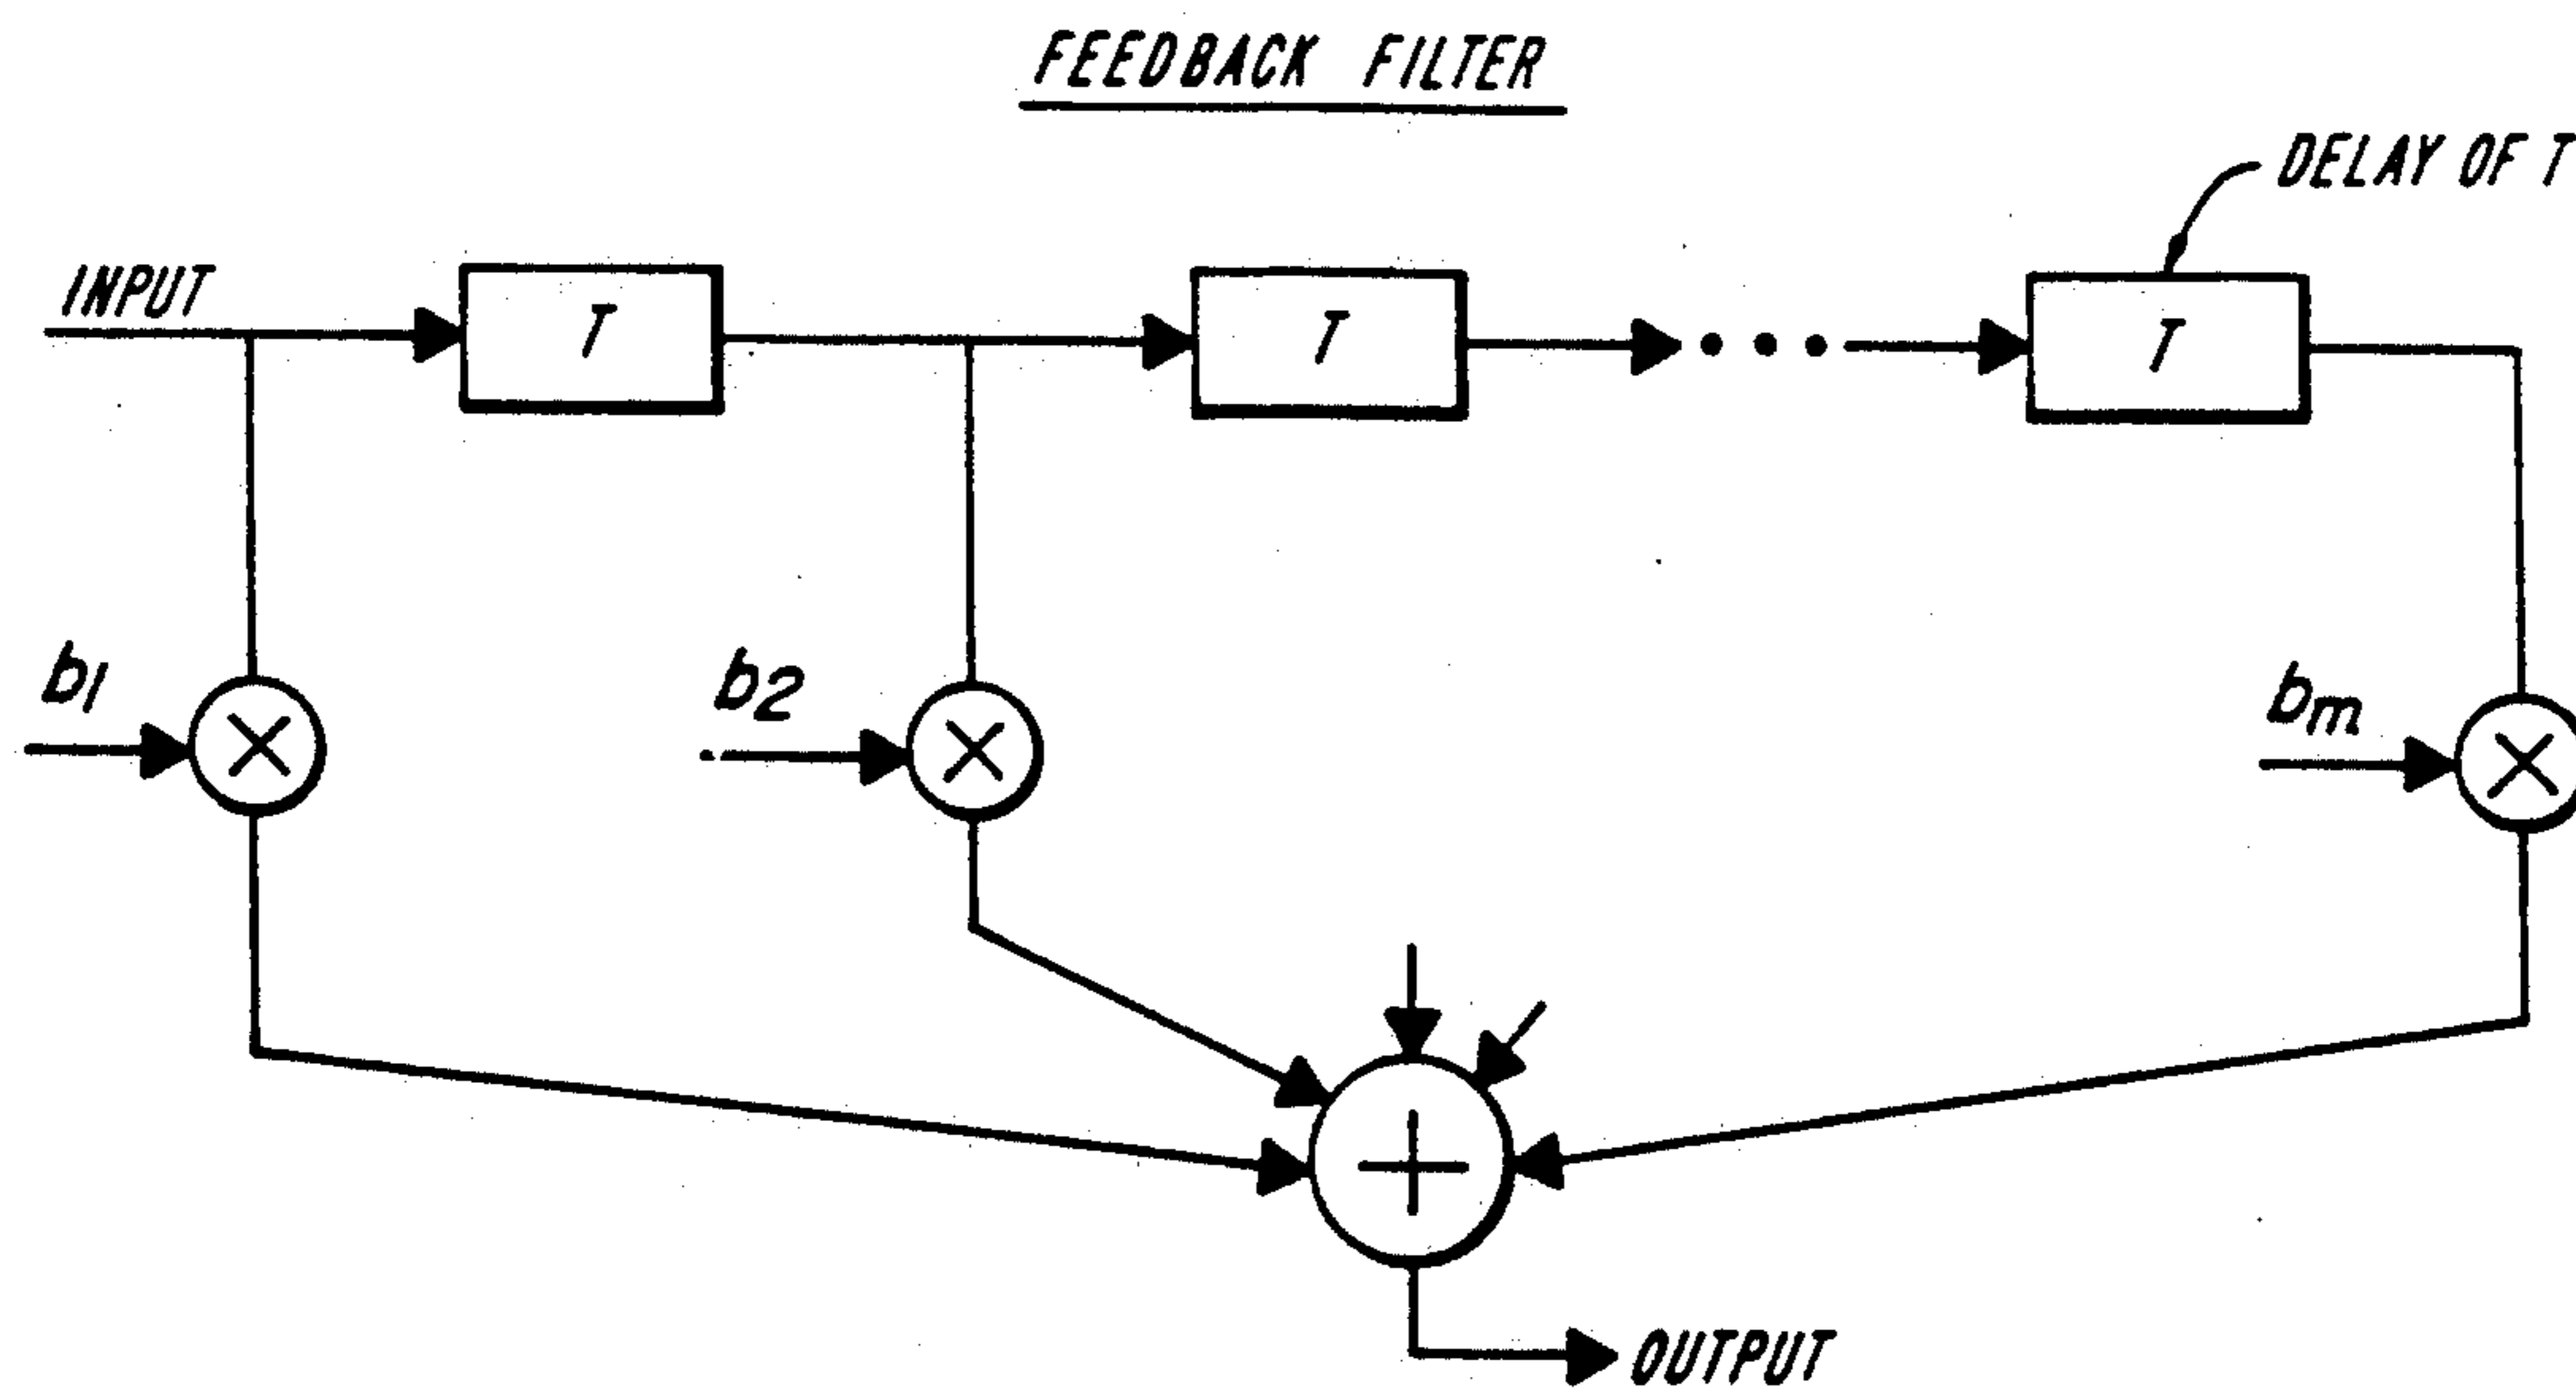 FEEDBACK FILTER
DELAY OF T
INPUT
T
T
T
b1
b2
bm
OUTPUT